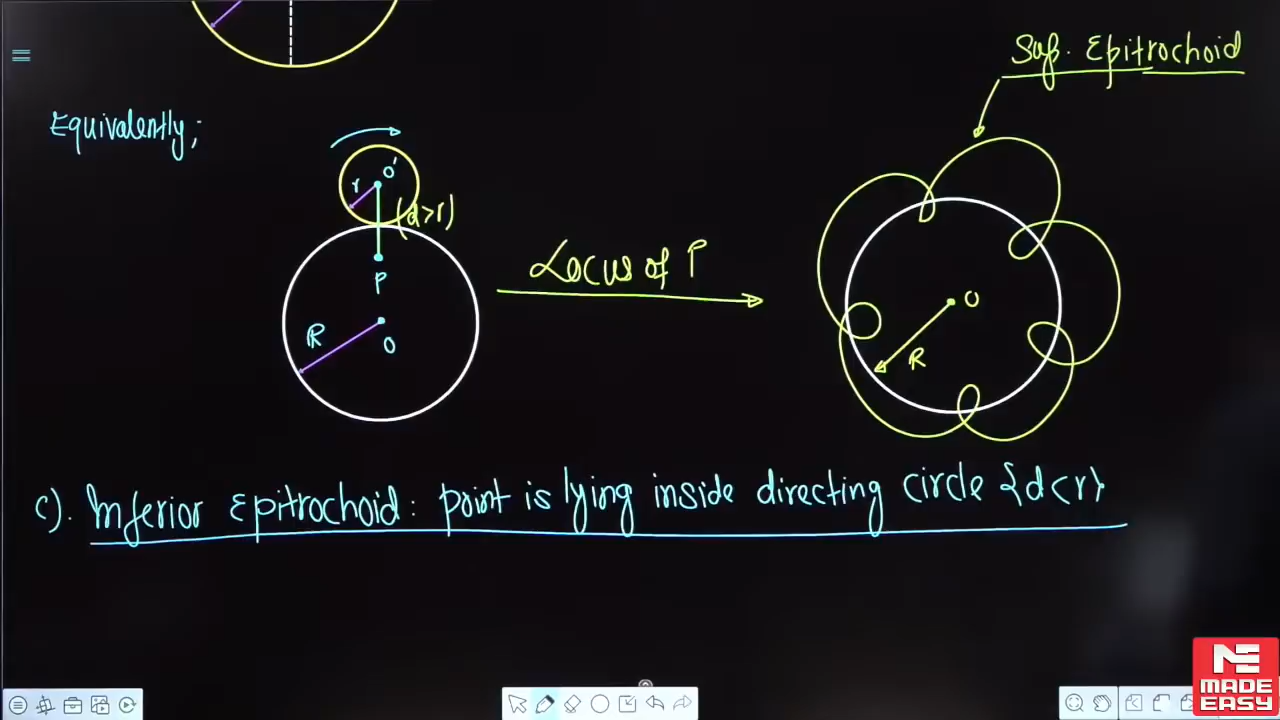 Sup. Epitrochoid
Equivalently;
O'
r
(d>r)
P
R
O
Locus of P
O
R
c). Inferior Epitrochoid: point is lying inside directing circle {d<r}
MADE
EASY